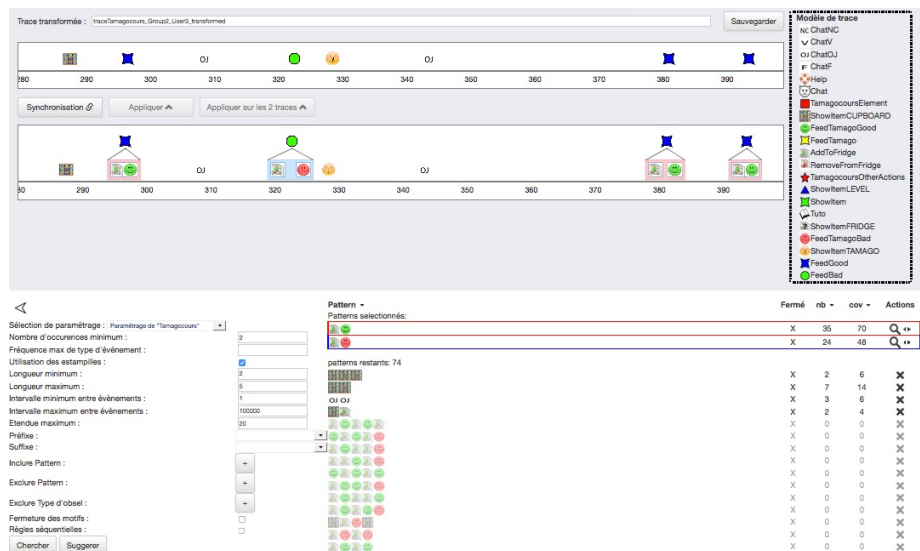 Trace transformée : traceTamagocours_Group2_User3_transformed Sauvegarder
OJ OJ
280 290 300 310 320 330 340 350 360 370 380 390
Synchronisation Appliquer Appliquer sur les 2 traces
OJ OJ
30 290 300 310 320 330 340 350 360 370 380 390
Modèle de trace
NC ChatNC
ChatV
OJ ChatOJ
F ChatF
Help
Chat
TamagocoursElement
ShowItemCUPBOARD
FeedTamagoGood
FeedTamago
AddToFridge
RemoveFromFridge
TamagocoursOtherActions
ShowItemLEVEL
ShowItem
Tuto
ShowItemFRIDGE
FeedTamagoBad
ShowItemTAMAGO
FeedGood
FeedBad
Sélection de paramétrage : Paramétrage de "Tamagocours"
Nombre d'occurences minimum : 2
Fréquence max de type d'événement :
Utilisation des estampilles :
Longueur minimum : 2
Longueur maximum : 5
Intervalle minimum entre évènements : 1
Intervalle maximum entre évènements : 100000
Etendue maximum : 20
Préfixe :
Suffixe :
Inclure Pattern : +
Exclure Pattern : +
Exclure Type d'obsel : +
Fermeture des motifs :
Règles séquentielles :
Chercher Suggerer
Pattern Fermé nb cov Actions
Patterns selectionnés:
X 35 70
X 24 48
patterns restants: 74
X 2 6
X 7 14
OJ OJ X 3 6
X 2 4
X 0 0
X 0 0
X 0 0
X 0 0
X 0 0
X 0 0
X 0 0
X 0 0
X 0 0
X 0 0
X 0 0